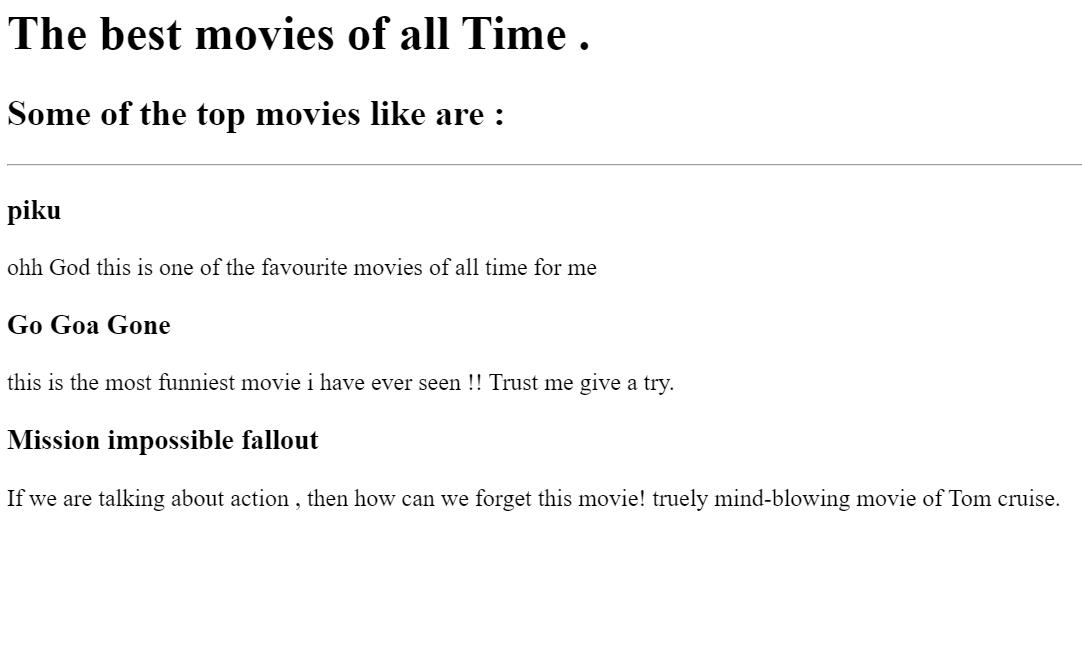 The best movies of all Time .
Some of the top movies like are :
piku
ohh God this is one of the favourite movies of all time for me
Go Goa Gone
this is the most funniest movie i have ever seen !! Trust me give a try.
Mission impossible fallout
If we are talking about action , then how can we forget this movie! truely mind-blowing movie of Tom cruise.